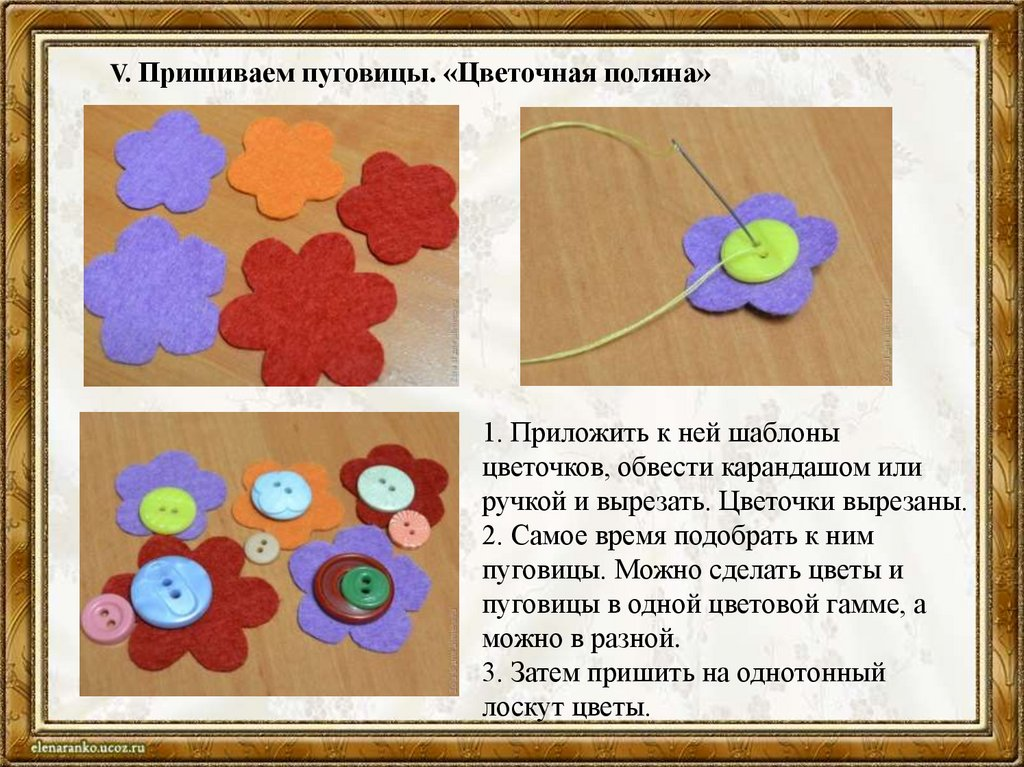 V. Пришиваем пуговицы. «Цветочная поляна»
1. Приложить к ней шаблоны
цветочков, обвести карандашом или
ручкой и вырезать. Цветочки вырезаны.
2. Самое время подобрать к ним
пуговицы. Можно сделать цветы и
пуговицы в одной цветовой гамме, а
можно в разной.
3. Затем пришить на однотонный
лоскут цветы.
elenaranko.ucoz.ru